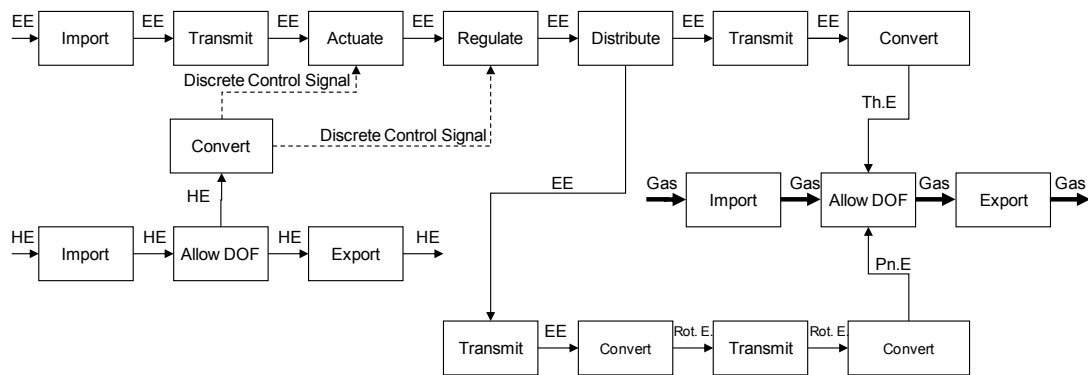 EE EE EE EE EE EE EE
Import Transmit Actuate Regulate Distribute Transmit Convert
Discrete Control Signal
Th.E
Convert Discrete Control Signal
HE EE Gas Gas Gas Gas
Import Allow DOF Export
HE HE HE HE
Import Allow DOF Export
Pn.E
EE Rot. E. Rot. E.
Transmit Convert Transmit Convert